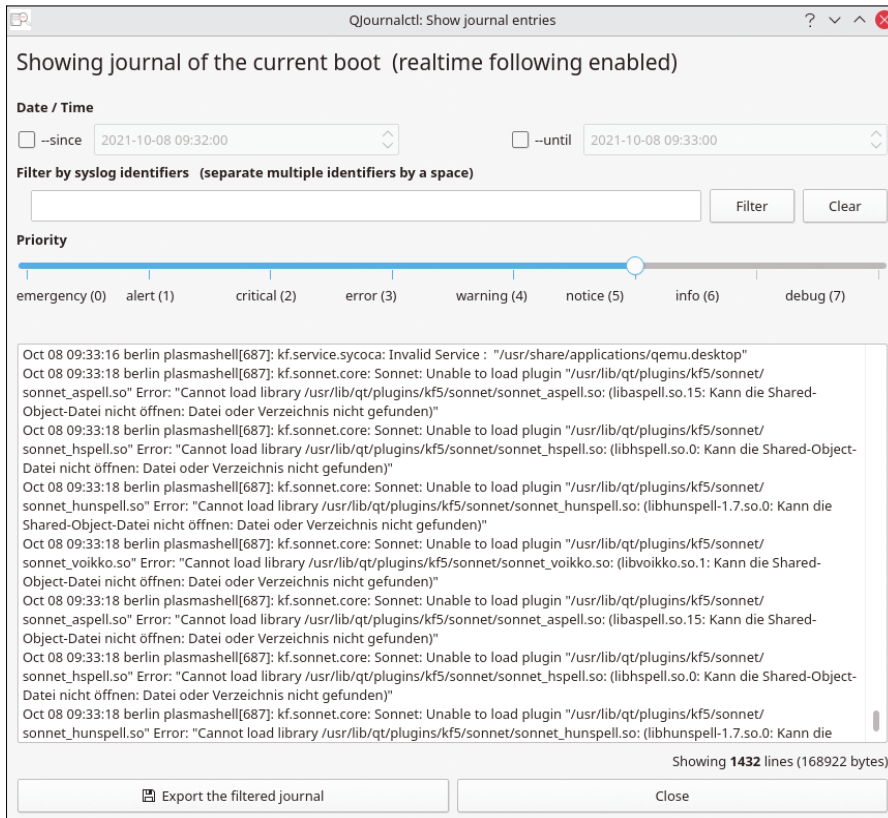 QJournalctl: Show journal entries
Showing journal of the current boot (realtime following enabled)
Date / Time
--since 2021-10-08 09:32:00 --until 2021-10-08 09:33:00
Filter by syslog identifiers (separate multiple identifiers by a space)
Filter Clear
Priority
emergency (0) alert (1) critical (2) error (3) warning (4) notice (5) info (6) debug (7)
Oct 08 09:33:16 berlin plasmashell[687]: kf.service.sycoca: Invalid Service : "/usr/share/applications/qemu.desktop"
Oct 08 09:33:18 berlin plasmashell[687]: kf.sonnet.core: Sonnet: Unable to load plugin "/usr/lib/qt/plugins/kf5/sonnet/
sonnet_aspell.so" Error: "Cannot load library /usr/lib/qt/plugins/kf5/sonnet/sonnet_aspell.so: (libaspell.so.15: Kann die Shared-
Object-Datei nicht öffnen: Datei oder Verzeichnis nicht gefunden)"
Oct 08 09:33:18 berlin plasmashell[687]: kf.sonnet.core: Sonnet: Unable to load plugin "/usr/lib/qt/plugins/kf5/sonnet/
sonnet_hspell.so" Error: "Cannot load library /usr/lib/qt/plugins/kf5/sonnet/sonnet_hspell.so: (libhspell.so.0: Kann die Shared-Object-
Datei nicht öffnen: Datei oder Verzeichnis nicht gefunden)"
Oct 08 09:33:18 berlin plasmashell[687]: kf.sonnet.core: Sonnet: Unable to load plugin "/usr/lib/qt/plugins/kf5/sonnet/
sonnet_hunspell.so" Error: "Cannot load library /usr/lib/qt/plugins/kf5/sonnet/sonnet_hunspell.so: (libhunspell-1.7.so.0: Kann die
Shared-Object-Datei nicht öffnen: Datei oder Verzeichnis nicht gefunden)"
Oct 08 09:33:18 berlin plasmashell[687]: kf.sonnet.core: Sonnet: Unable to load plugin "/usr/lib/qt/plugins/kf5/sonnet/
sonnet_voikko.so" Error: "Cannot load library /usr/lib/qt/plugins/kf5/sonnet/sonnet_voikko.so: (libvoikko.so.1: Kann die Shared-
Object-Datei nicht öffnen: Datei oder Verzeichnis nicht gefunden)"
Oct 08 09:33:18 berlin plasmashell[687]: kf.sonnet.core: Sonnet: Unable to load plugin "/usr/lib/qt/plugins/kf5/sonnet/
sonnet_aspell.so" Error: "Cannot load library /usr/lib/qt/plugins/kf5/sonnet/sonnet_aspell.so: (libaspell.so.15: Kann die Shared-
Object-Datei nicht öffnen: Datei oder Verzeichnis nicht gefunden)"
Oct 08 09:33:18 berlin plasmashell[687]: kf.sonnet.core: Sonnet: Unable to load plugin "/usr/lib/qt/plugins/kf5/sonnet/
sonnet_hspell.so" Error: "Cannot load library /usr/lib/qt/plugins/kf5/sonnet/sonnet_hspell.so: (libhspell.so.0: Kann die Shared-Object-
Datei nicht öffnen: Datei oder Verzeichnis nicht gefunden)"
Oct 08 09:33:18 berlin plasmashell[687]: kf.sonnet.core: Sonnet: Unable to load plugin "/usr/lib/qt/plugins/kf5/sonnet/
sonnet_hunspell.so" Error: "Cannot load library /usr/lib/qt/plugins/kf5/sonnet/sonnet_hunspell.so: (libhunspell-1.7.so.0: Kann die
Showing 1432 lines (168922 bytes)
Export the filtered journal Close